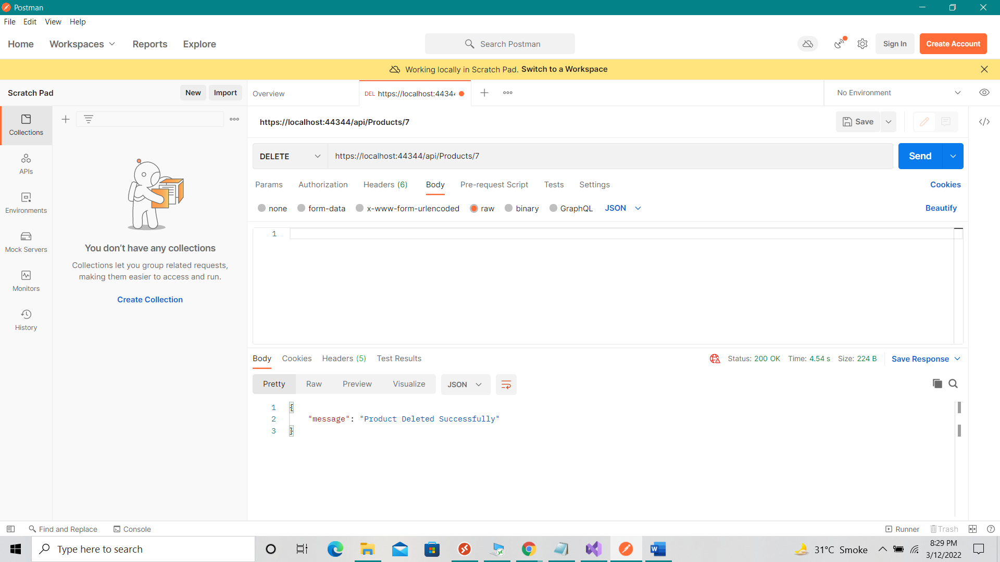 Postman
File Edit View Help
Home Workspaces Reports Explore
Search Postman
Sign In
Create Account
Working locally in Scratch Pad. Switch to a Workspace
Scratch Pad
New
Import
Overview
DEL https://localhost:44344
No Environment
Collections
APIs
Environments
Mock Servers
Monitors
History
You don’t have any collections
Collections let you group related requests,
making them easier to access and run.
Create Collection
https://localhost:44344/api/Products/7
Save
DELETE
https://localhost:44344/api/Products/7
Send
Params Authorization Headers (6) Body Pre-request Script Tests Settings
Cookies
none form-data x-www-form-urlencoded raw binary GraphQL JSON
Beautify
1
Body Cookies Headers (5) Test Results
Status: 200 OK Time: 4.54 s Size: 224 B
Save Response
Pretty Raw Preview Visualize JSON
1 {
2 "message": "Product Deleted Successfully"
3 }
Find and Replace Console
Runner Trash
Type here to search
31°C Smoke
8:29 PM
3/12/2022